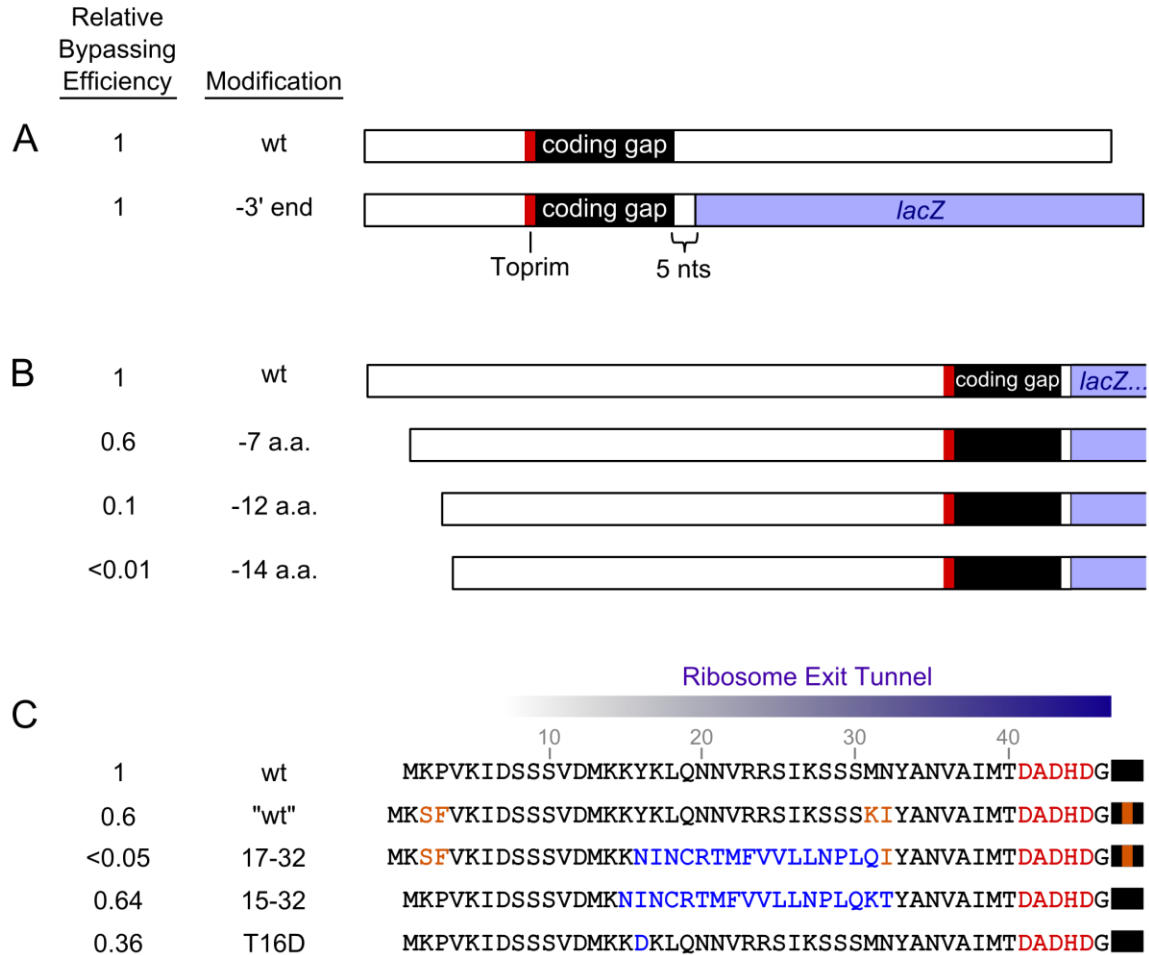 Relative
Bypassing
Efficiency Modification
A
1 wt coding gap
1 -3' end coding gap lacZ
Toprim 5 nts
B
1 wt coding gap lacZ...
0.6 -7 a.a.
0.1 -12 a.a.
<0.01 -14 a.a.
Ribosome Exit Tunnel
C
10 20 30 40
1 wt MKPVKIDSSSVDMKKYKLQNNVRRSIKSSSMNYANVAIMTDADHDG
0.6 "wt" MKSFVKIDSSSVDMKKYKLQNNVRRSIKSSSKIYANVAIMTDADHDG
<0.05 17-32 MKSFVKIDSSSVDMKKNINCRTMFVVLLNPLQIYANVAIMTDADHDG
0.64 15-32 MKPVKIDSSSVDMKNINCRTMFVVLLNPLQKTYANVAIMTDADHDG
0.36 T16D MKPVKIDSSSVDMKKDKLQNNVRRSIKSSSMNYANVAIMTDADHDG